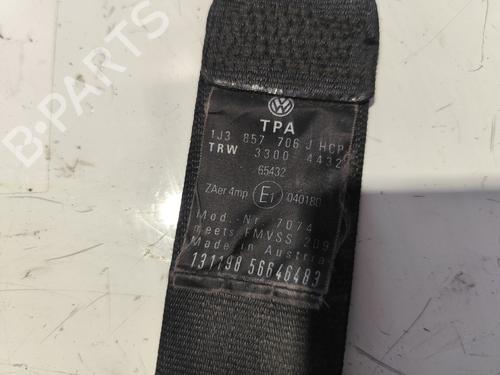 B-PARTS
TPA
1J3 857 706 J HCP
TRW 3300 4432
65432
ZAer 4mp E1 040180
Mod.-Nr. 7074
meets FMVSS 209
Made in Austria
131198 56646483